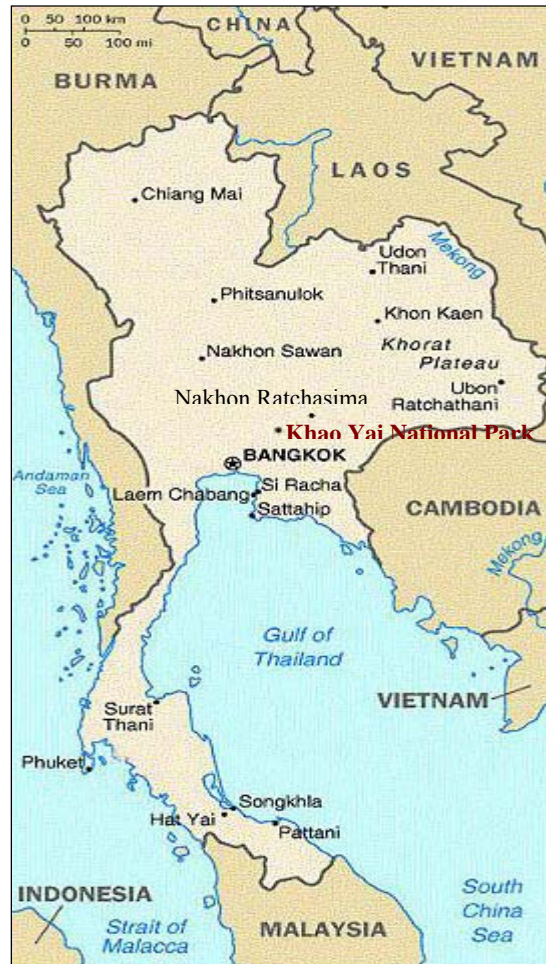 0 50 100 km
0 50 100 mi
CHINA
VIETNAM
BURMA
LAOS
Chiang Mai
Mekong
Udon
Thani
Phitsanulok
Khon Kaen
Khorat
Plateau
Nakhon Sawan
Ubon
Ratchathani
Nakhon Ratchasima
Khao Yai National Park
BANGKOK
Andaman
Sea
Si Racha
Laem Chabang
Sattahip
CAMBODIA
Mekong
Gulf of
Thailand
VIETNAM
Surat
Thani
Phuket
Songkhla
Hat Yai
Pattani
INDONESIA
South
China
Sea
Strait of
Malacca
MALAYSIA